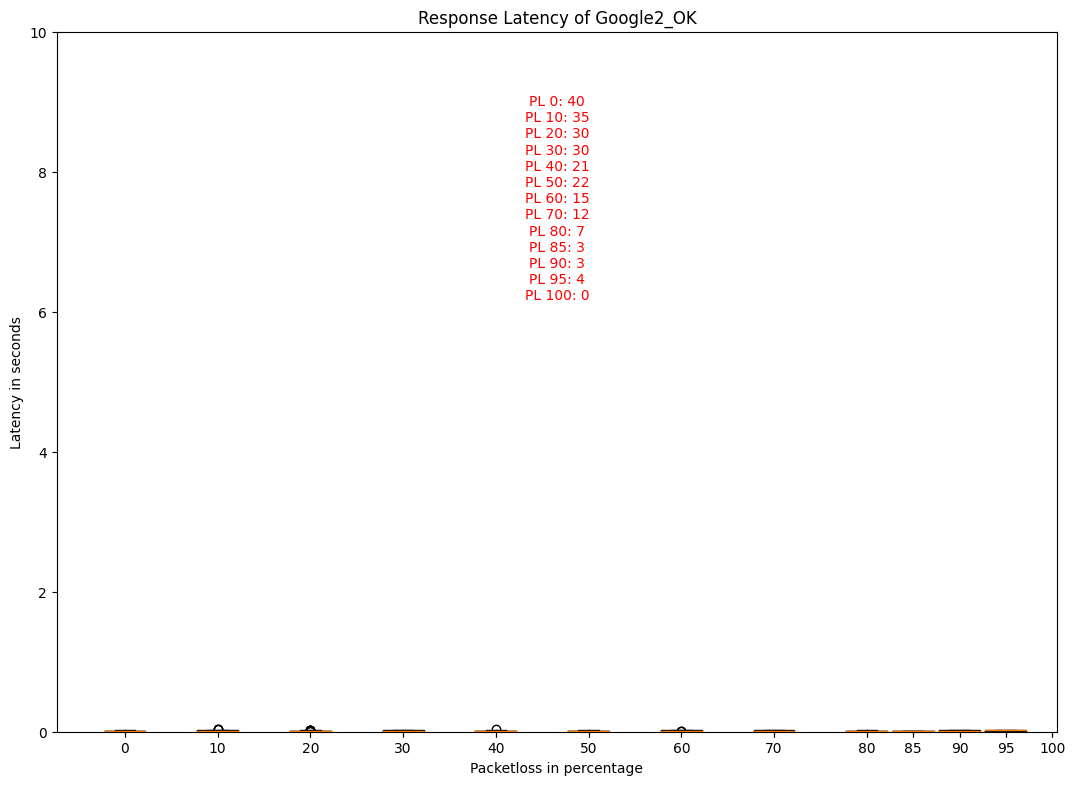 Response Latency of Google2_OK
10
8
6
4
2
0
Latency in seconds
PL 0: 40
PL 10: 35
PL 20: 30
PL 30: 30
PL 40: 21
PL 50: 22
PL 60: 15
PL 70: 12
PL 80: 7
PL 85: 3
PL 90: 3
PL 95: 4
PL 100: 0
0 10 20 30 40 50 60 70 80 85 90 95 100
Packetloss in percentage